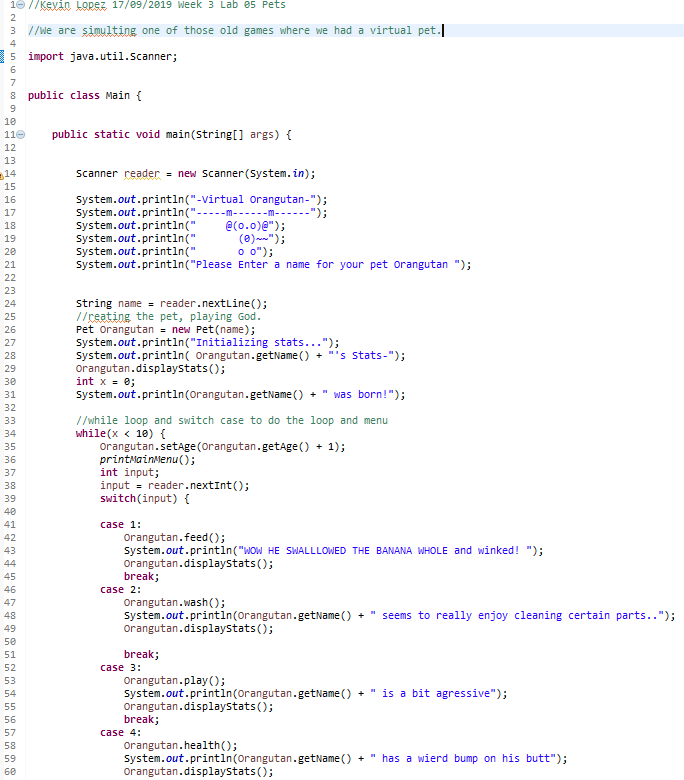 1 //Kevin Lopez 17/09/2019 Week 3 Lab 05 Pets
2
3 //We are simulting one of those old games where we had a virtual pet.
4
5 import java.util.Scanner;
6
7
8 public class Main {
9
10
11     public static void main(String[] args) {
12
13
14         Scanner reader = new Scanner(System.in);
15
16         System.out.println("-Virtual Orangutan-");
17         System.out.println("-----m------m------");
18         System.out.println("     @(o.o)@");
19         System.out.println("       (0)~~");
20         System.out.println("       o o");
21         System.out.println("Please Enter a name for your pet Orangutan ");
22
23
24         String name = reader.nextLine();
25         //reating the pet, playing God.
26         Pet Orangutan = new Pet(name);
27         System.out.println("Initializing stats...");
28         System.out.println( Orangutan.getName() + "'s Stats-");
29         Orangutan.displayStats();
30         int x = 0;
31         System.out.println(Orangutan.getName() + " was born!");
32
33         //while loop and switch case to do the loop and menu
34         while(x < 10) {
35             Orangutan.setAge(Orangutan.getAge() + 1);
36             printMainMenu();
37             int input;
38             input = reader.nextInt();
39             switch(input) {
40
41             case 1:
42                 Orangutan.feed();
43                 System.out.println("WOW HE SWALLLOWED THE BANANA WHOLE and winked! ");
44                 Orangutan.displayStats();
45                 break;
46             case 2:
47                 Orangutan.wash();
48                 System.out.println(Orangutan.getName() + " seems to really enjoy cleaning certain parts..");
49                 Orangutan.displayStats();
50
51                 break;
52             case 3:
53                 Orangutan.play();
54                 System.out.println(Orangutan.getName() + " is a bit agressive");
55                 Orangutan.displayStats();
56                 break;
57             case 4:
58                 Orangutan.health();
59                 System.out.println(Orangutan.getName() + " has a wierd bump on his butt");
60                 Orangutan.displayStats();